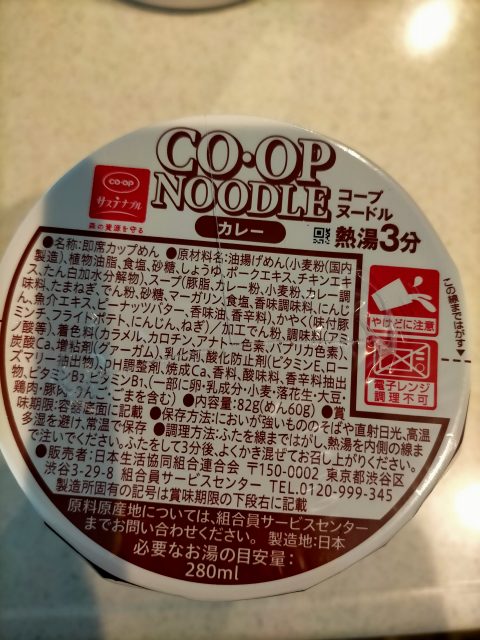 CO・OP
NOODLE
コープ
ヌードル
カレー
熱湯3分
co-op
サステナブル
森の資源を守る
●名称:即席カップめん ●原材料名:油揚げめん(小麦粉(国内
製造)、植物油脂、食塩、砂糖、しょうゆ、ポークエキス、チキンエキ
ス、たん白加水分解物)、スープ(豚脂、カレー粉、小麦粉、カレー調
味料、たまねぎ、でん粉、砂糖、マーガリン、食塩、香味調味料、にんじ
ん、魚介エキス、ピーナッツバター、香味油、香辛料)、かやく(味付豚
ミンチ、フライドポテト、にんじん、ねぎ)/加工でん粉、調味料(アミ
ノ酸等)、着色料(カラメル、カロチン、アナトー色素、パプリカ色素)、
炭酸Ca、増粘剤(グァーガム)、乳化剤、酸化防止剤(ビタミンE、ロー
ズマリー抽出物)、pH調整剤、焼成Ca、香料、酸味料、香辛料抽出
物、ビタミンB2、ビタミンB1、(一部に卵・乳成分・小麦・落花生・大豆・
鶏肉・豚肉・りんご・ごまを含む) ●内容量:82g(めん60g) ●賞
味期限:容器底面に記載 ●保存方法:においが強いもののそばや直射日光、高温
多湿を避け、常温で保存 ●調理方法:ふたを線まではがし、熱湯を内側の線ま
で注いでください。ふたをして3分後、よくかき混ぜてお召し上がりください。
●販売者:日本生活協同組合連合会 〒150-0002 東京都渋谷区
渋谷3-29-8 組合員サービスセンター TEL.0120-999-345
製造所固有の記号は賞味期限の下段右に記載
原料原産地については、組合員サービスセンター
までお問い合わせください。 製造地:日本
必要なお湯の目安量:
280ml
やけどに注意
電子レンジ
調理不可
この線まではがす